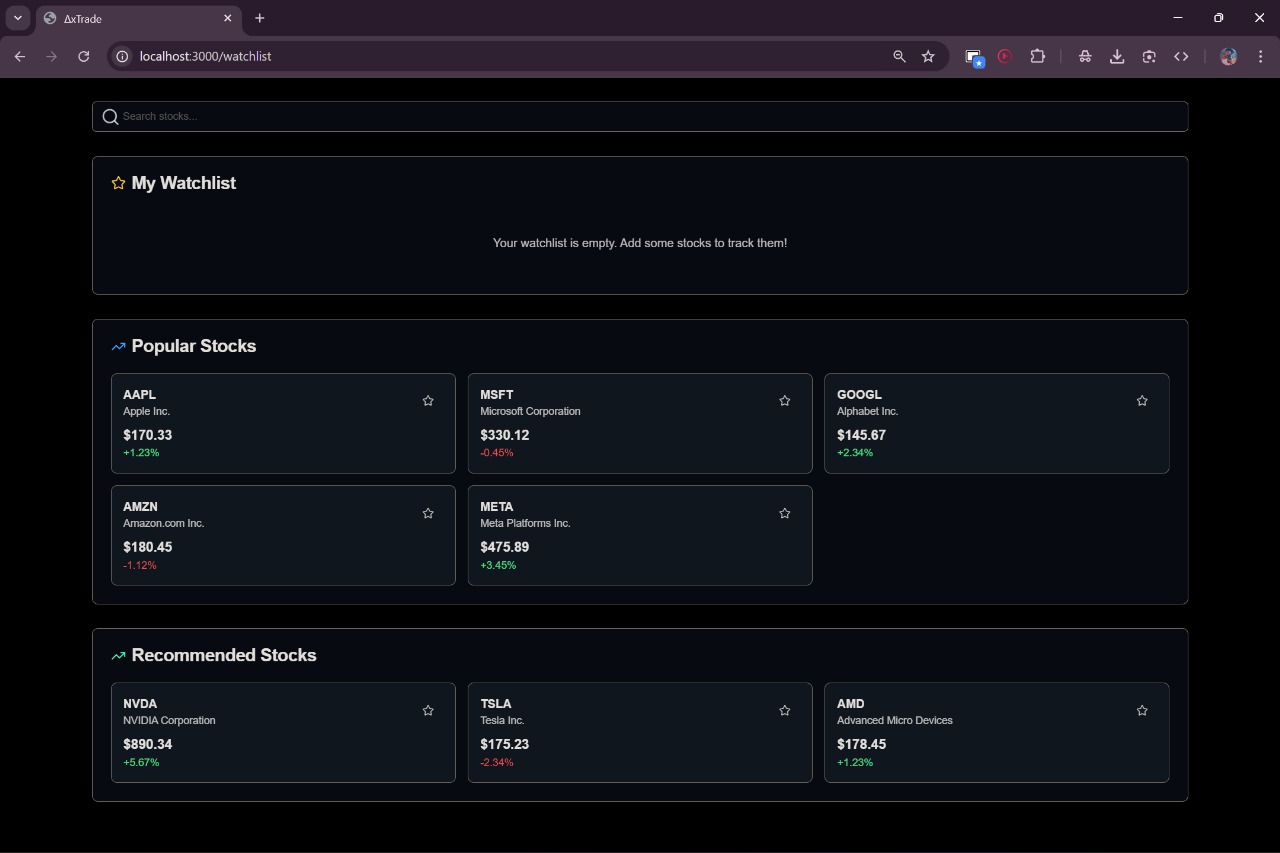 ΔxTrade
localhost:3000/watchlist
Search stocks...
My Watchlist
Your watchlist is empty. Add some stocks to track them!
Popular Stocks
AAPL
Apple Inc.
$170.33
+1.23%
MSFT
Microsoft Corporation
$330.12
-0.45%
GOOGL
Alphabet Inc.
$145.67
+2.34%
AMZN
Amazon.com Inc.
$180.45
-1.12%
META
Meta Platforms Inc.
$475.89
+3.45%
Recommended Stocks
NVDA
NVIDIA Corporation
$890.34
+5.67%
TSLA
Tesla Inc.
$175.23
-2.34%
AMD
Advanced Micro Devices
$178.45
+1.23%